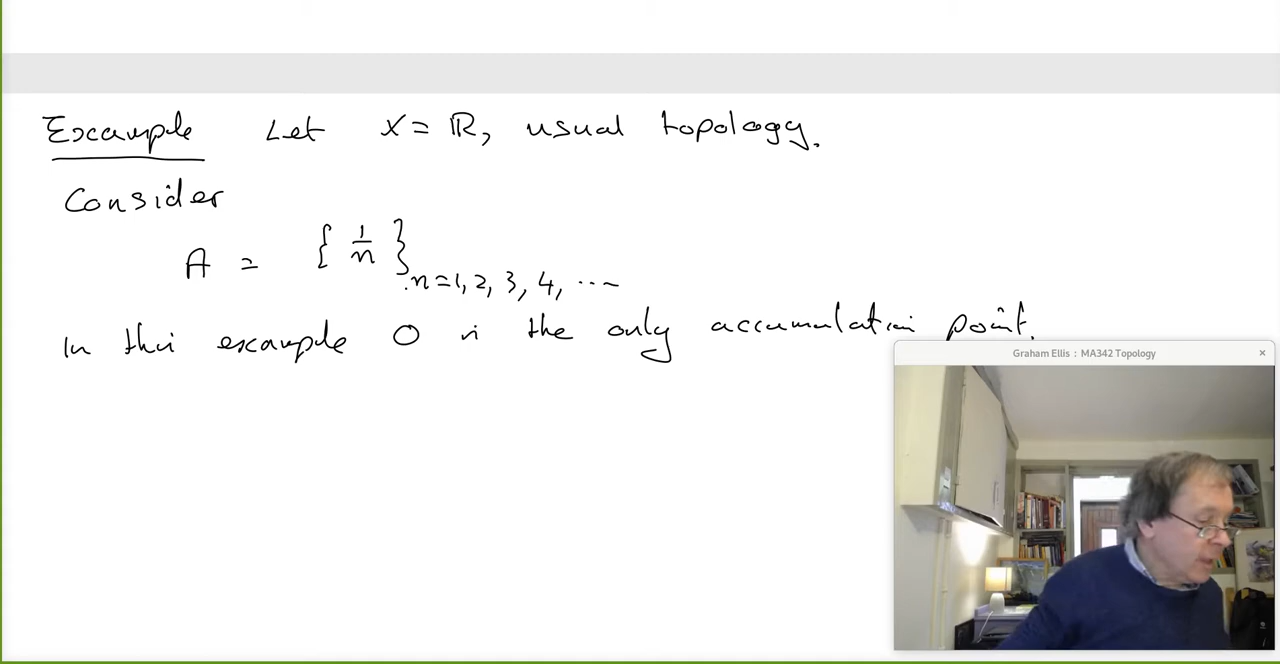 Example Let X = ℝ, usual topology.
Consider
A = { 1/n } n=1, 2, 3, 4, ...
In this example 0 is the only accumulation point.
Graham Ellis : MA342 Topology ×